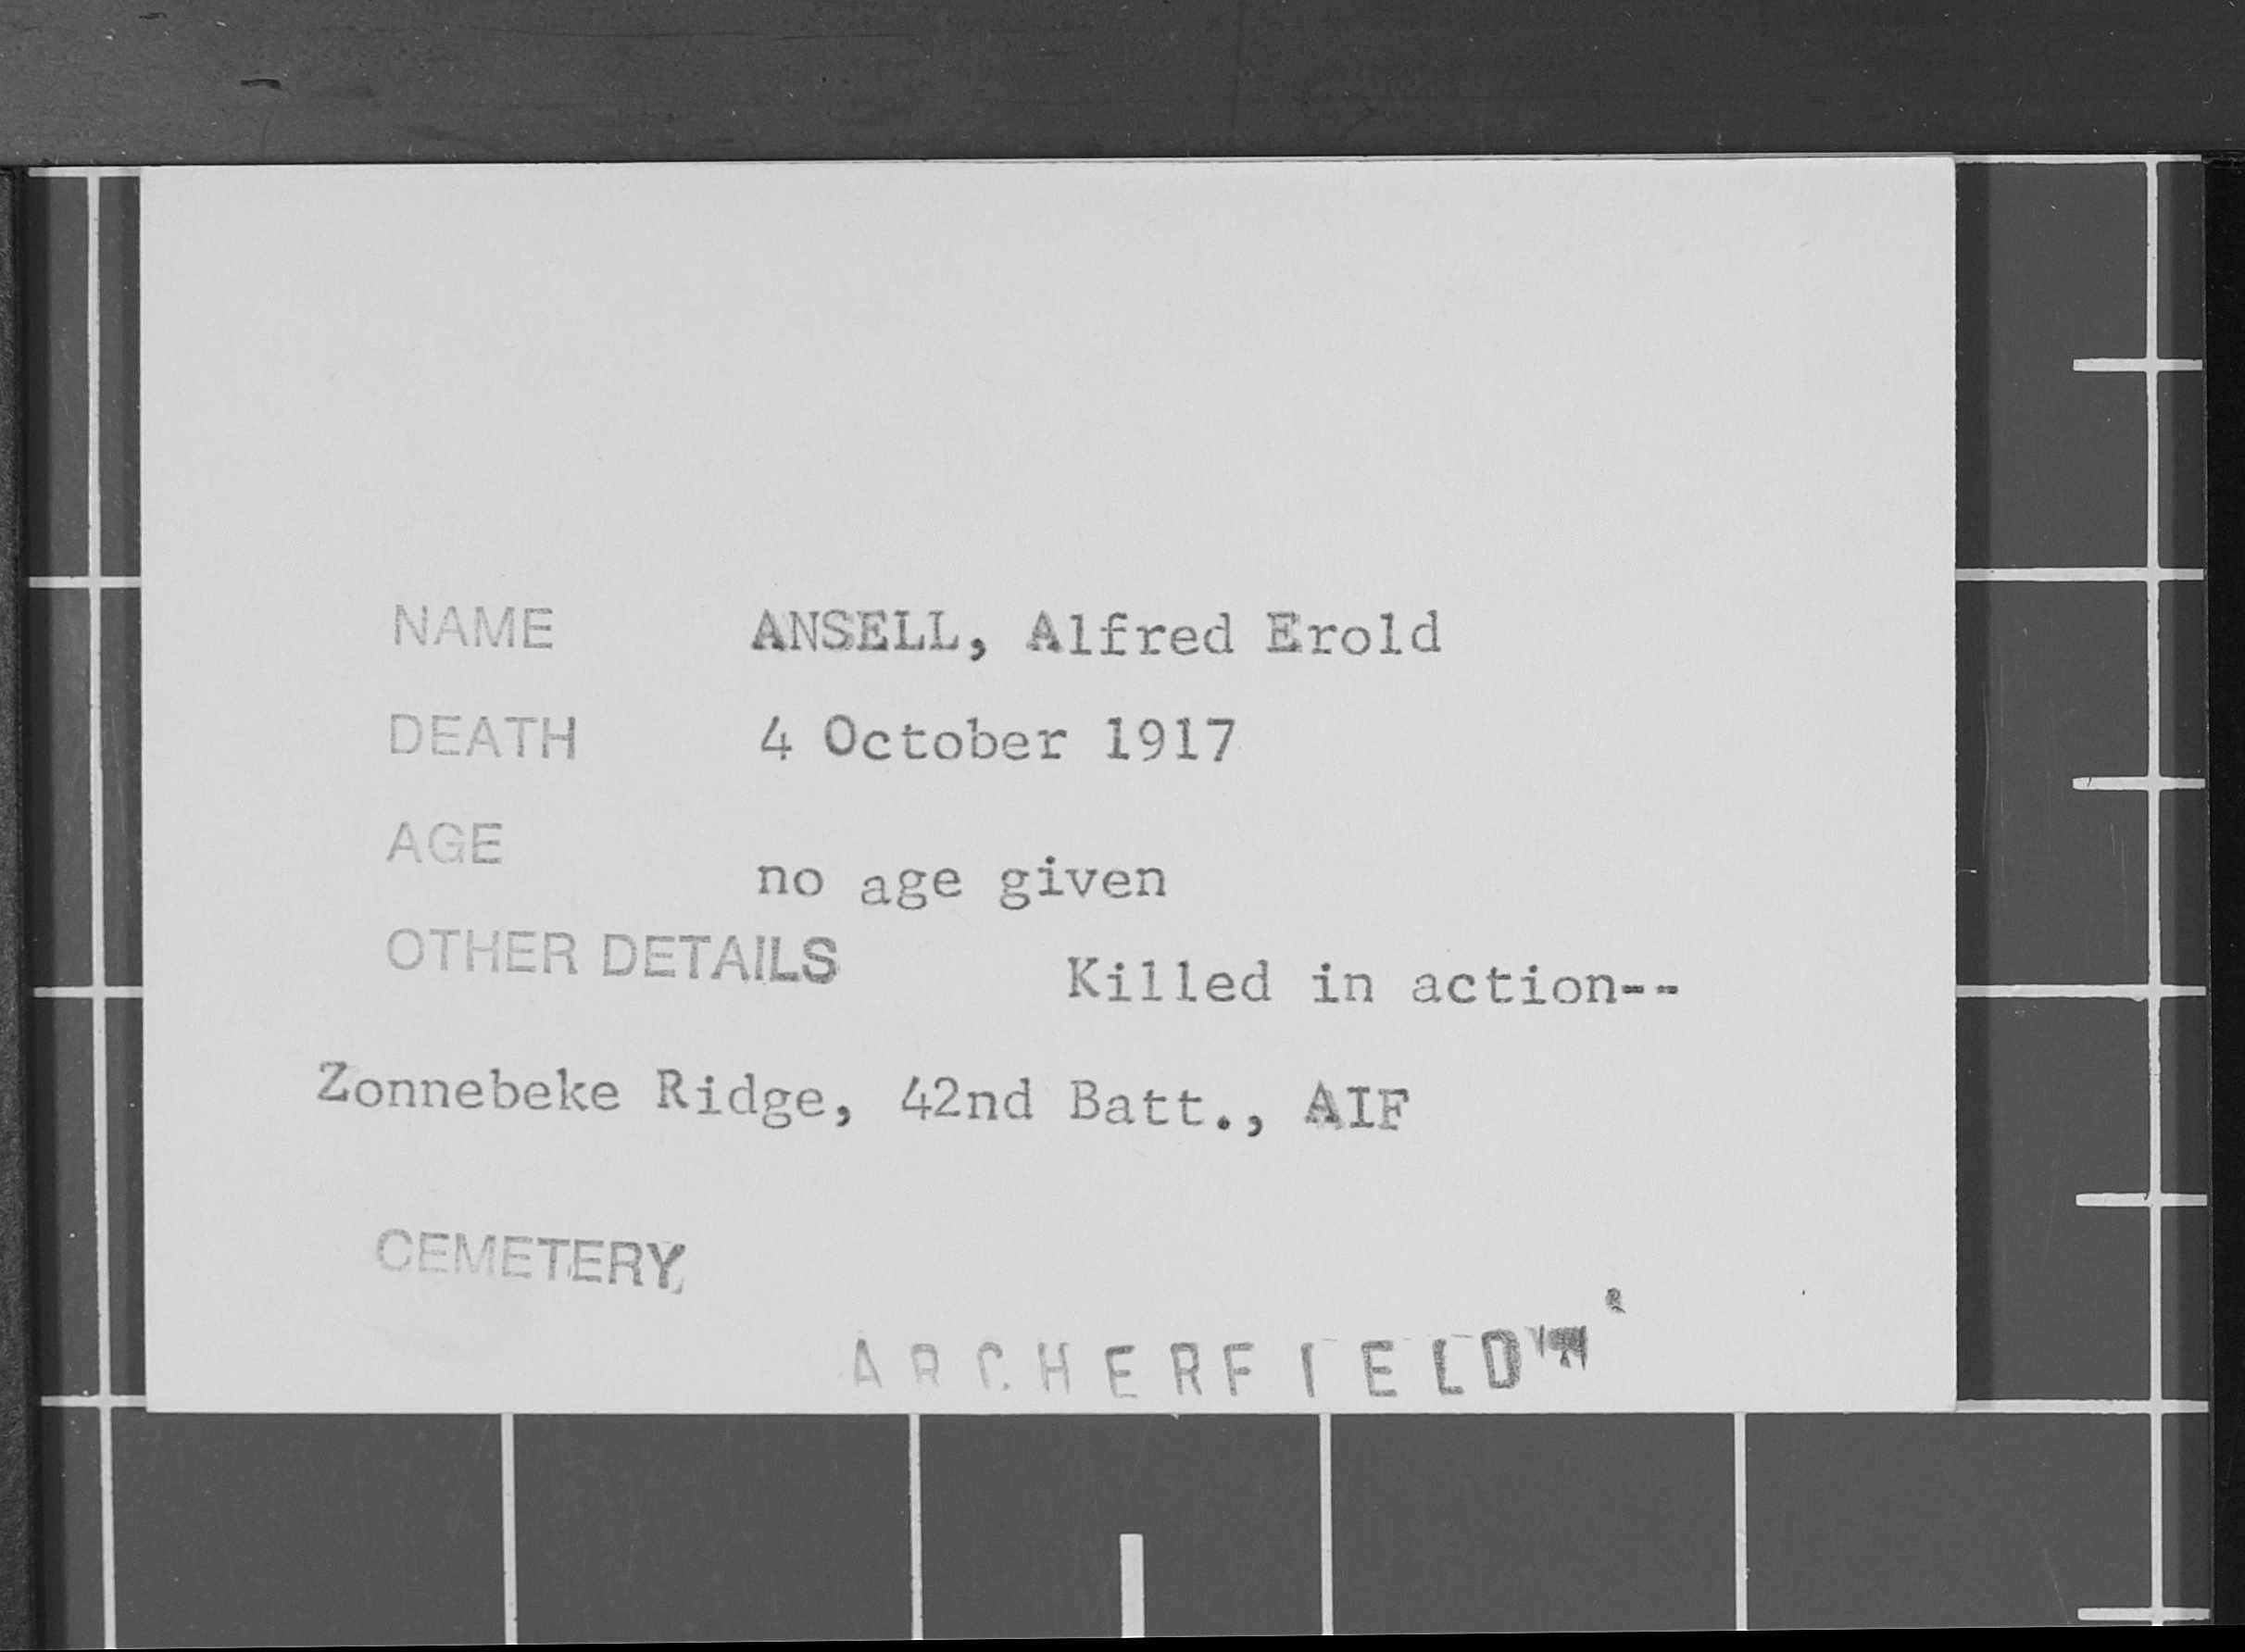 NAME ANSELL, Alfred Erold
DEATH 4 October 1917
AGE no age given
OTHER DETAILS Killed in action--
Zonnebeke Ridge, 42nd Batt., AIF
CEMETERY
ARCHERFIELD